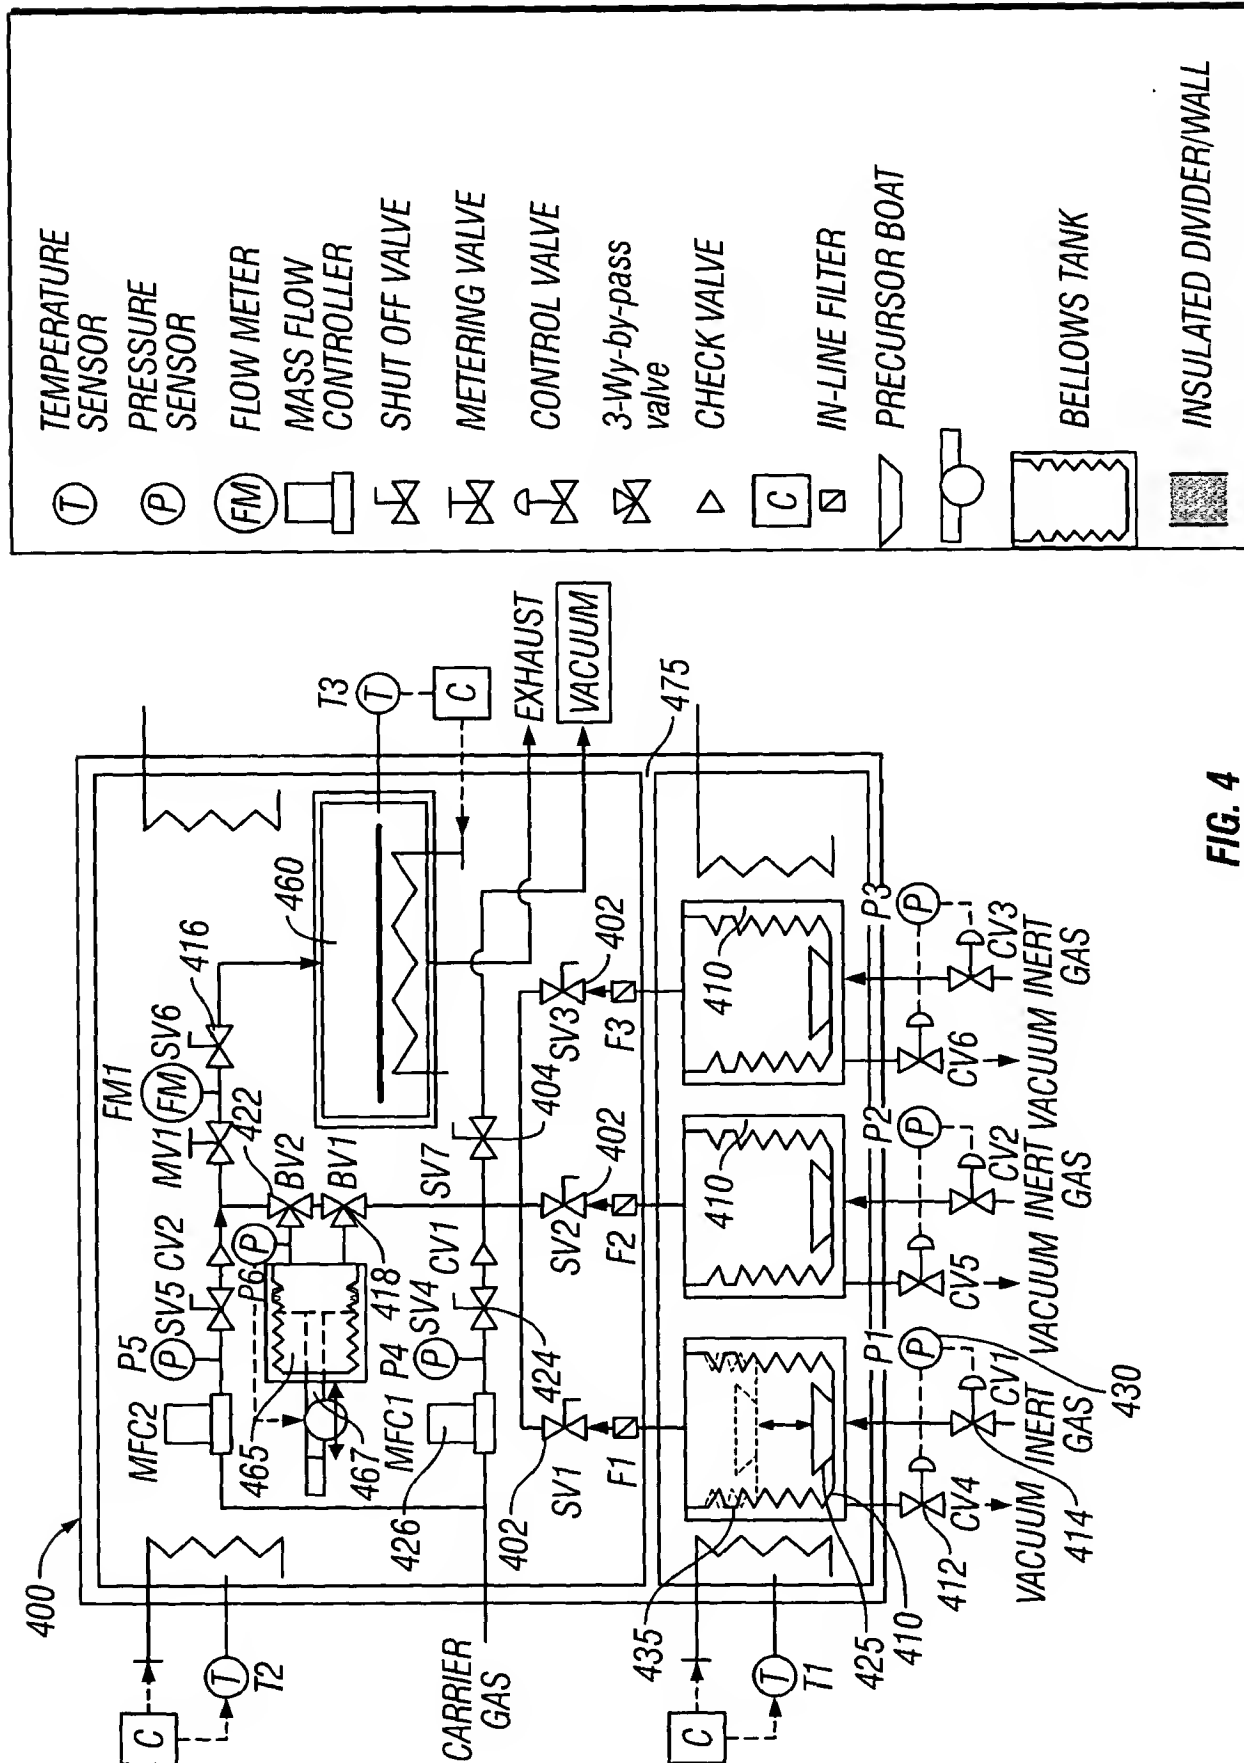 TEMPERATURE
SENSOR
T
PRESSURE
SENSOR
P
FLOW METER
FM
MASS FLOW
CONTROLLER
SHUT OFF VALVE
METERING VALVE
CONTROL VALVE
3-Wy-by-pass
valve
CHECK VALVE
C
IN-LINE FILTER
PRECURSOR BOAT
BELLOWS TANK
INSULATED DIVIDER/WALL
400
C
T
T2
CARRIER
GAS
C
T
T1
MFC2
P5
P
SV5
CV2
MV1
FM1
FM
SV6
416
422
BV2
BV1
P
P6
418
465
467
MFC1
426
P4
P
SV4
424
CV1
SV7
404
460
T3
T
C
EXHAUST
VACUUM
475
402
SV1
F1
SV2
402
F2
SV3
402
F3
435
425
410
410
410
412
CV4
CV1
P1
P
430
414
VACUUM
INERT
GAS
CV5
CV2
P2
P
VACUUM
INERT
GAS
CV6
CV3
P3
P
VACUUM
INERT
GAS
FIG. 4